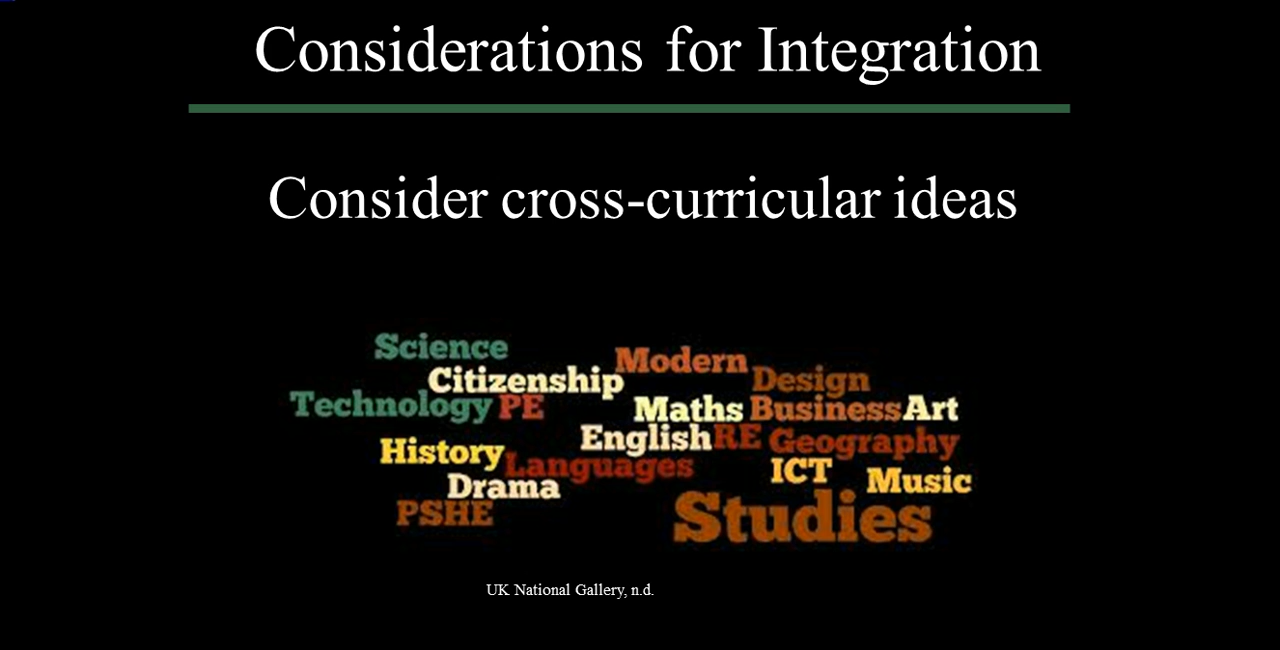 Considerations for Integration
Consider cross-curricular ideas
Science
Modern
Citizenship
Design
Technology PE
Maths Business Art
English RE Geography
History
Languages
ICT
Music
Drama
PSHE
Studies
UK National Gallery, n.d.